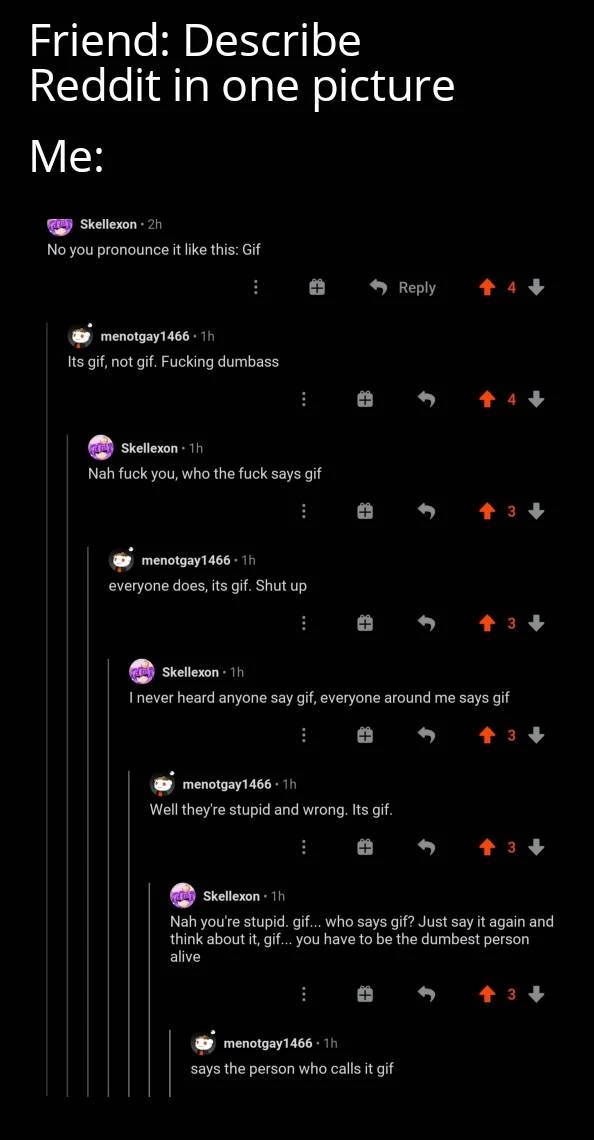 Friend: Describe
Reddit in one picture
Me:
Skellexon • 2h
No you pronounce it like this: Gif
Reply 4
menotgay1466 • 1h
Its gif, not gif. Fucking dumbass
4
Skellexon • 1h
Nah fuck you, who the fuck says gif
3
menotgay1466 • 1h
everyone does, its gif. Shut up
3
Skellexon • 1h
I never heard anyone say gif, everyone around me says gif
3
menotgay1466 • 1h
Well they're stupid and wrong. Its gif.
3
Skellexon • 1h
Nah you're stupid. gif... who says gif? Just say it again and
think about it, gif... you have to be the dumbest person
alive
3
menotgay1466 • 1h
says the person who calls it gif